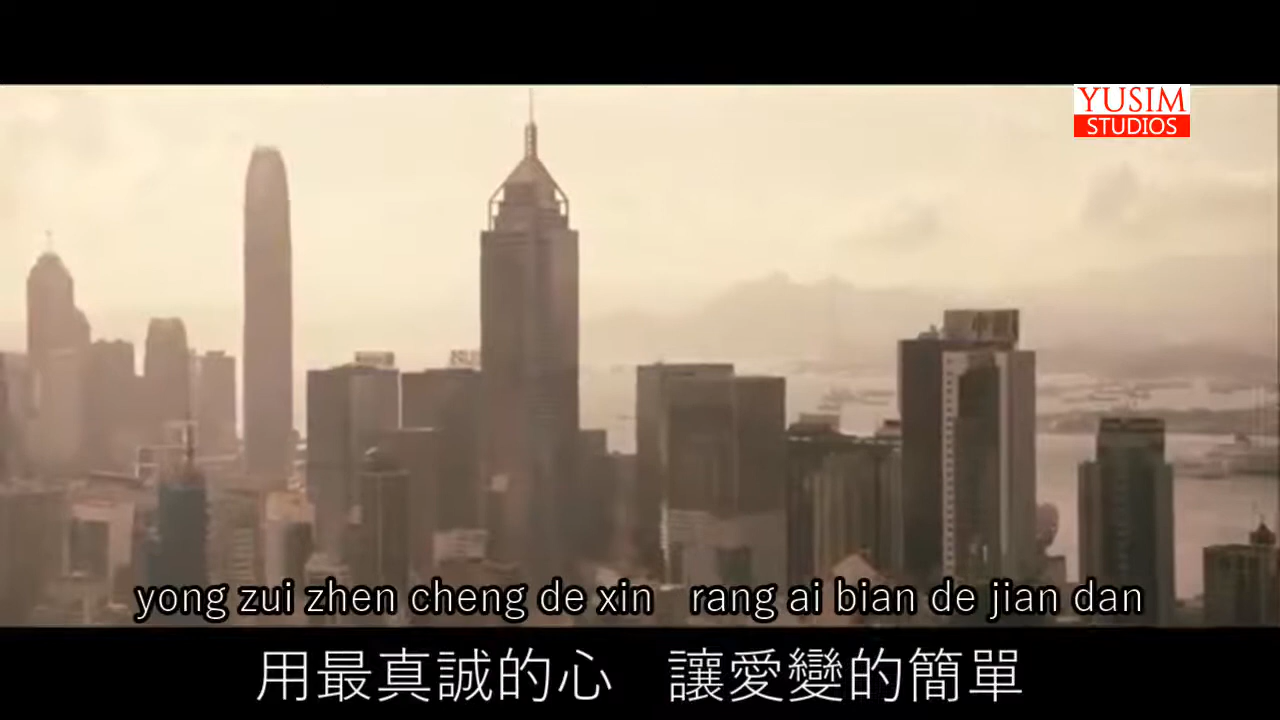 YUSIM
STUDIOS
yong zui zhen cheng de xin rang ai bian de jian dan
用最真誠的心 讓愛變的簡單